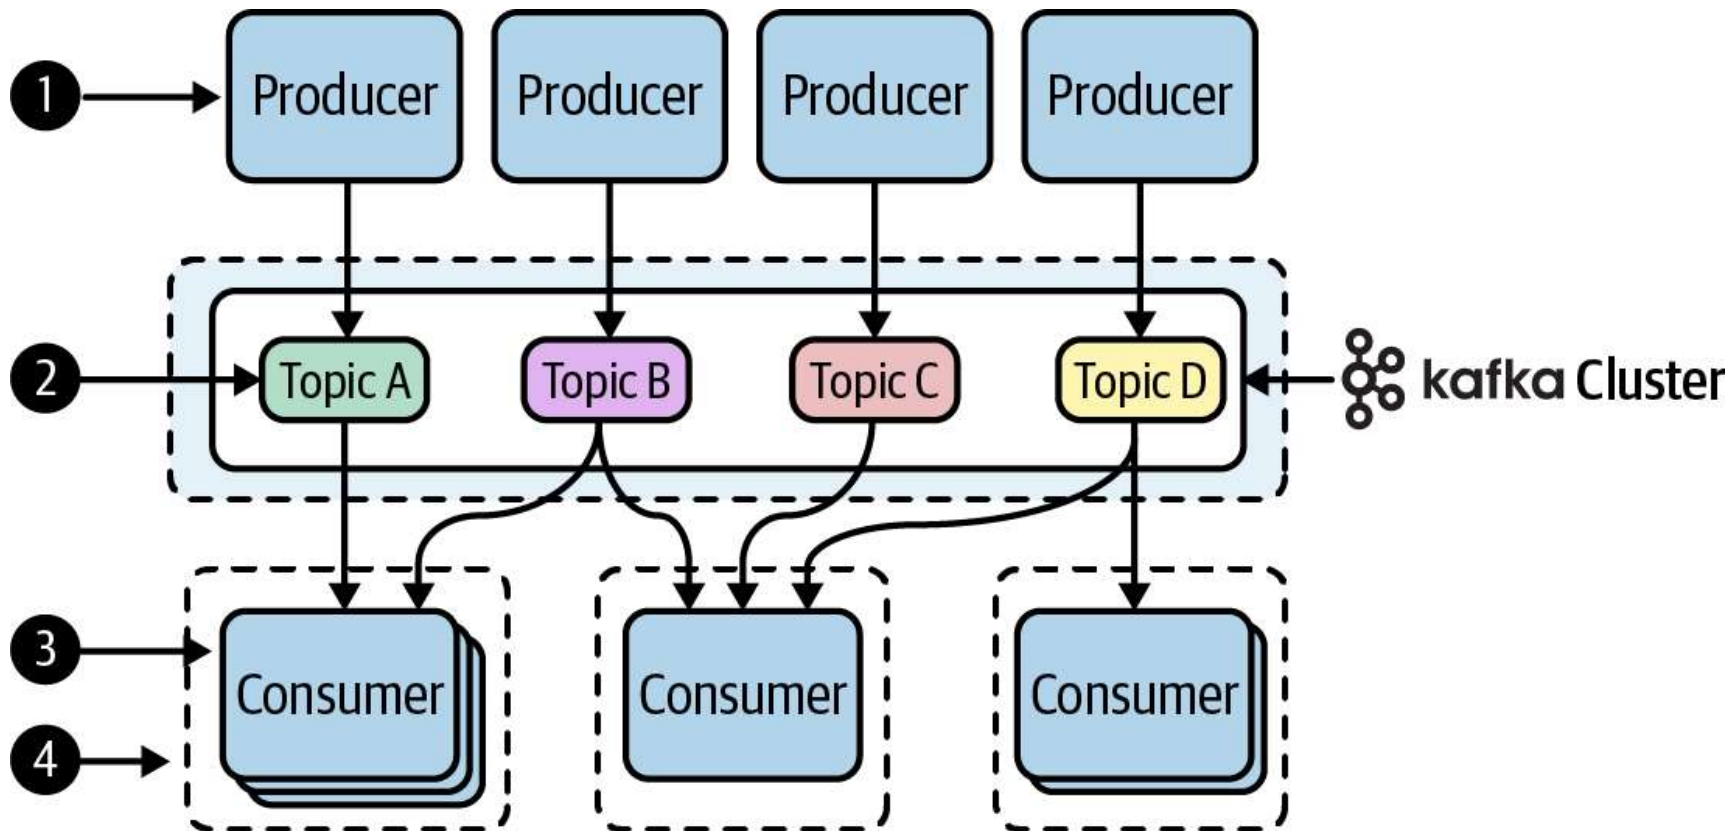 1
Producer
Producer
Producer
Producer
2
Topic A
Topic B
Topic C
Topic D
kafka Cluster
3
Consumer
Consumer
Consumer
4